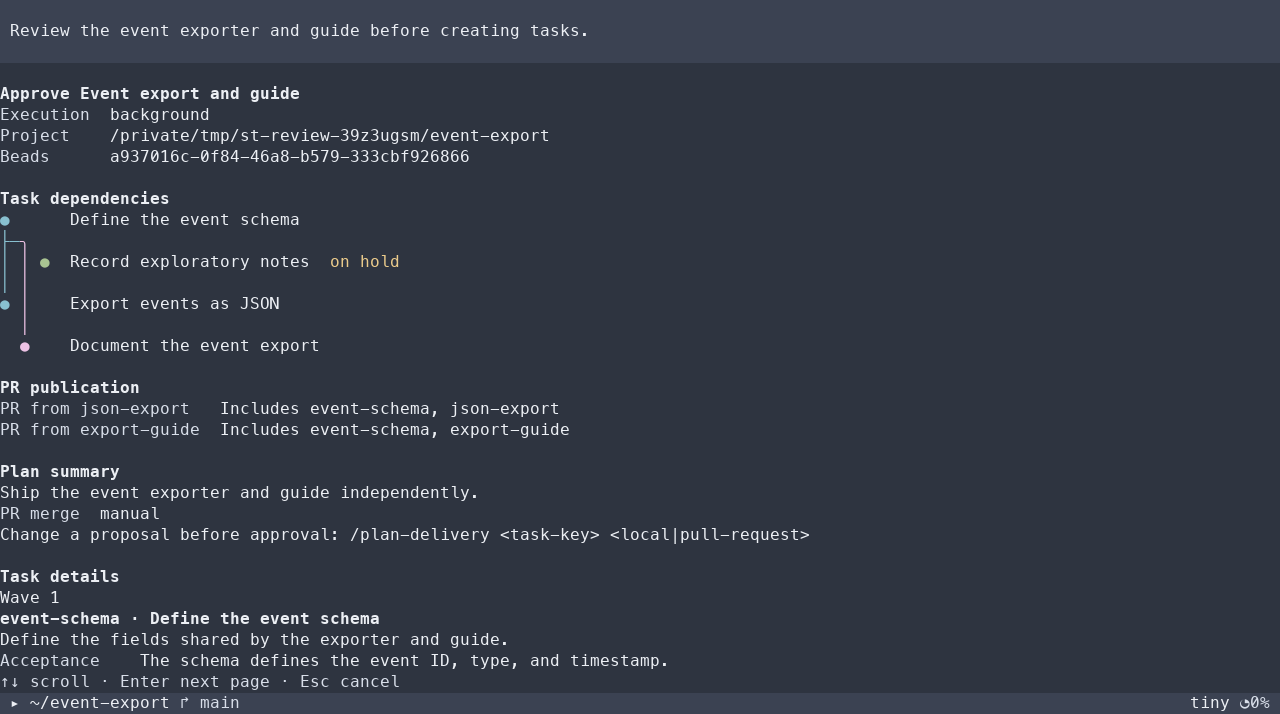 Review the event exporter and guide before creating tasks.
Approve Event export and guide
Execution  background
Project    /private/tmp/st-review-39z3ugsm/event-export
Beads      a937016c-0f84-46a8-b579-333cbf926866
Task dependencies
●      Define the event schema
●  Record exploratory notes  on hold
●      Export events as JSON
●    Document the event export
PR publication
PR from json-export   Includes event-schema, json-export
PR from export-guide  Includes event-schema, export-guide
Plan summary
Ship the event exporter and guide independently.
PR merge  manual
Change a proposal before approval: /plan-delivery <task-key> <local|pull-request>
Task details
Wave 1
event-schema · Define the event schema
Define the fields shared by the exporter and guide.
Acceptance    The schema defines the event ID, type, and timestamp.
↑↓ scroll · Enter next page · Esc cancel
▸ ~/event-export ↱ main    tiny ◔0%